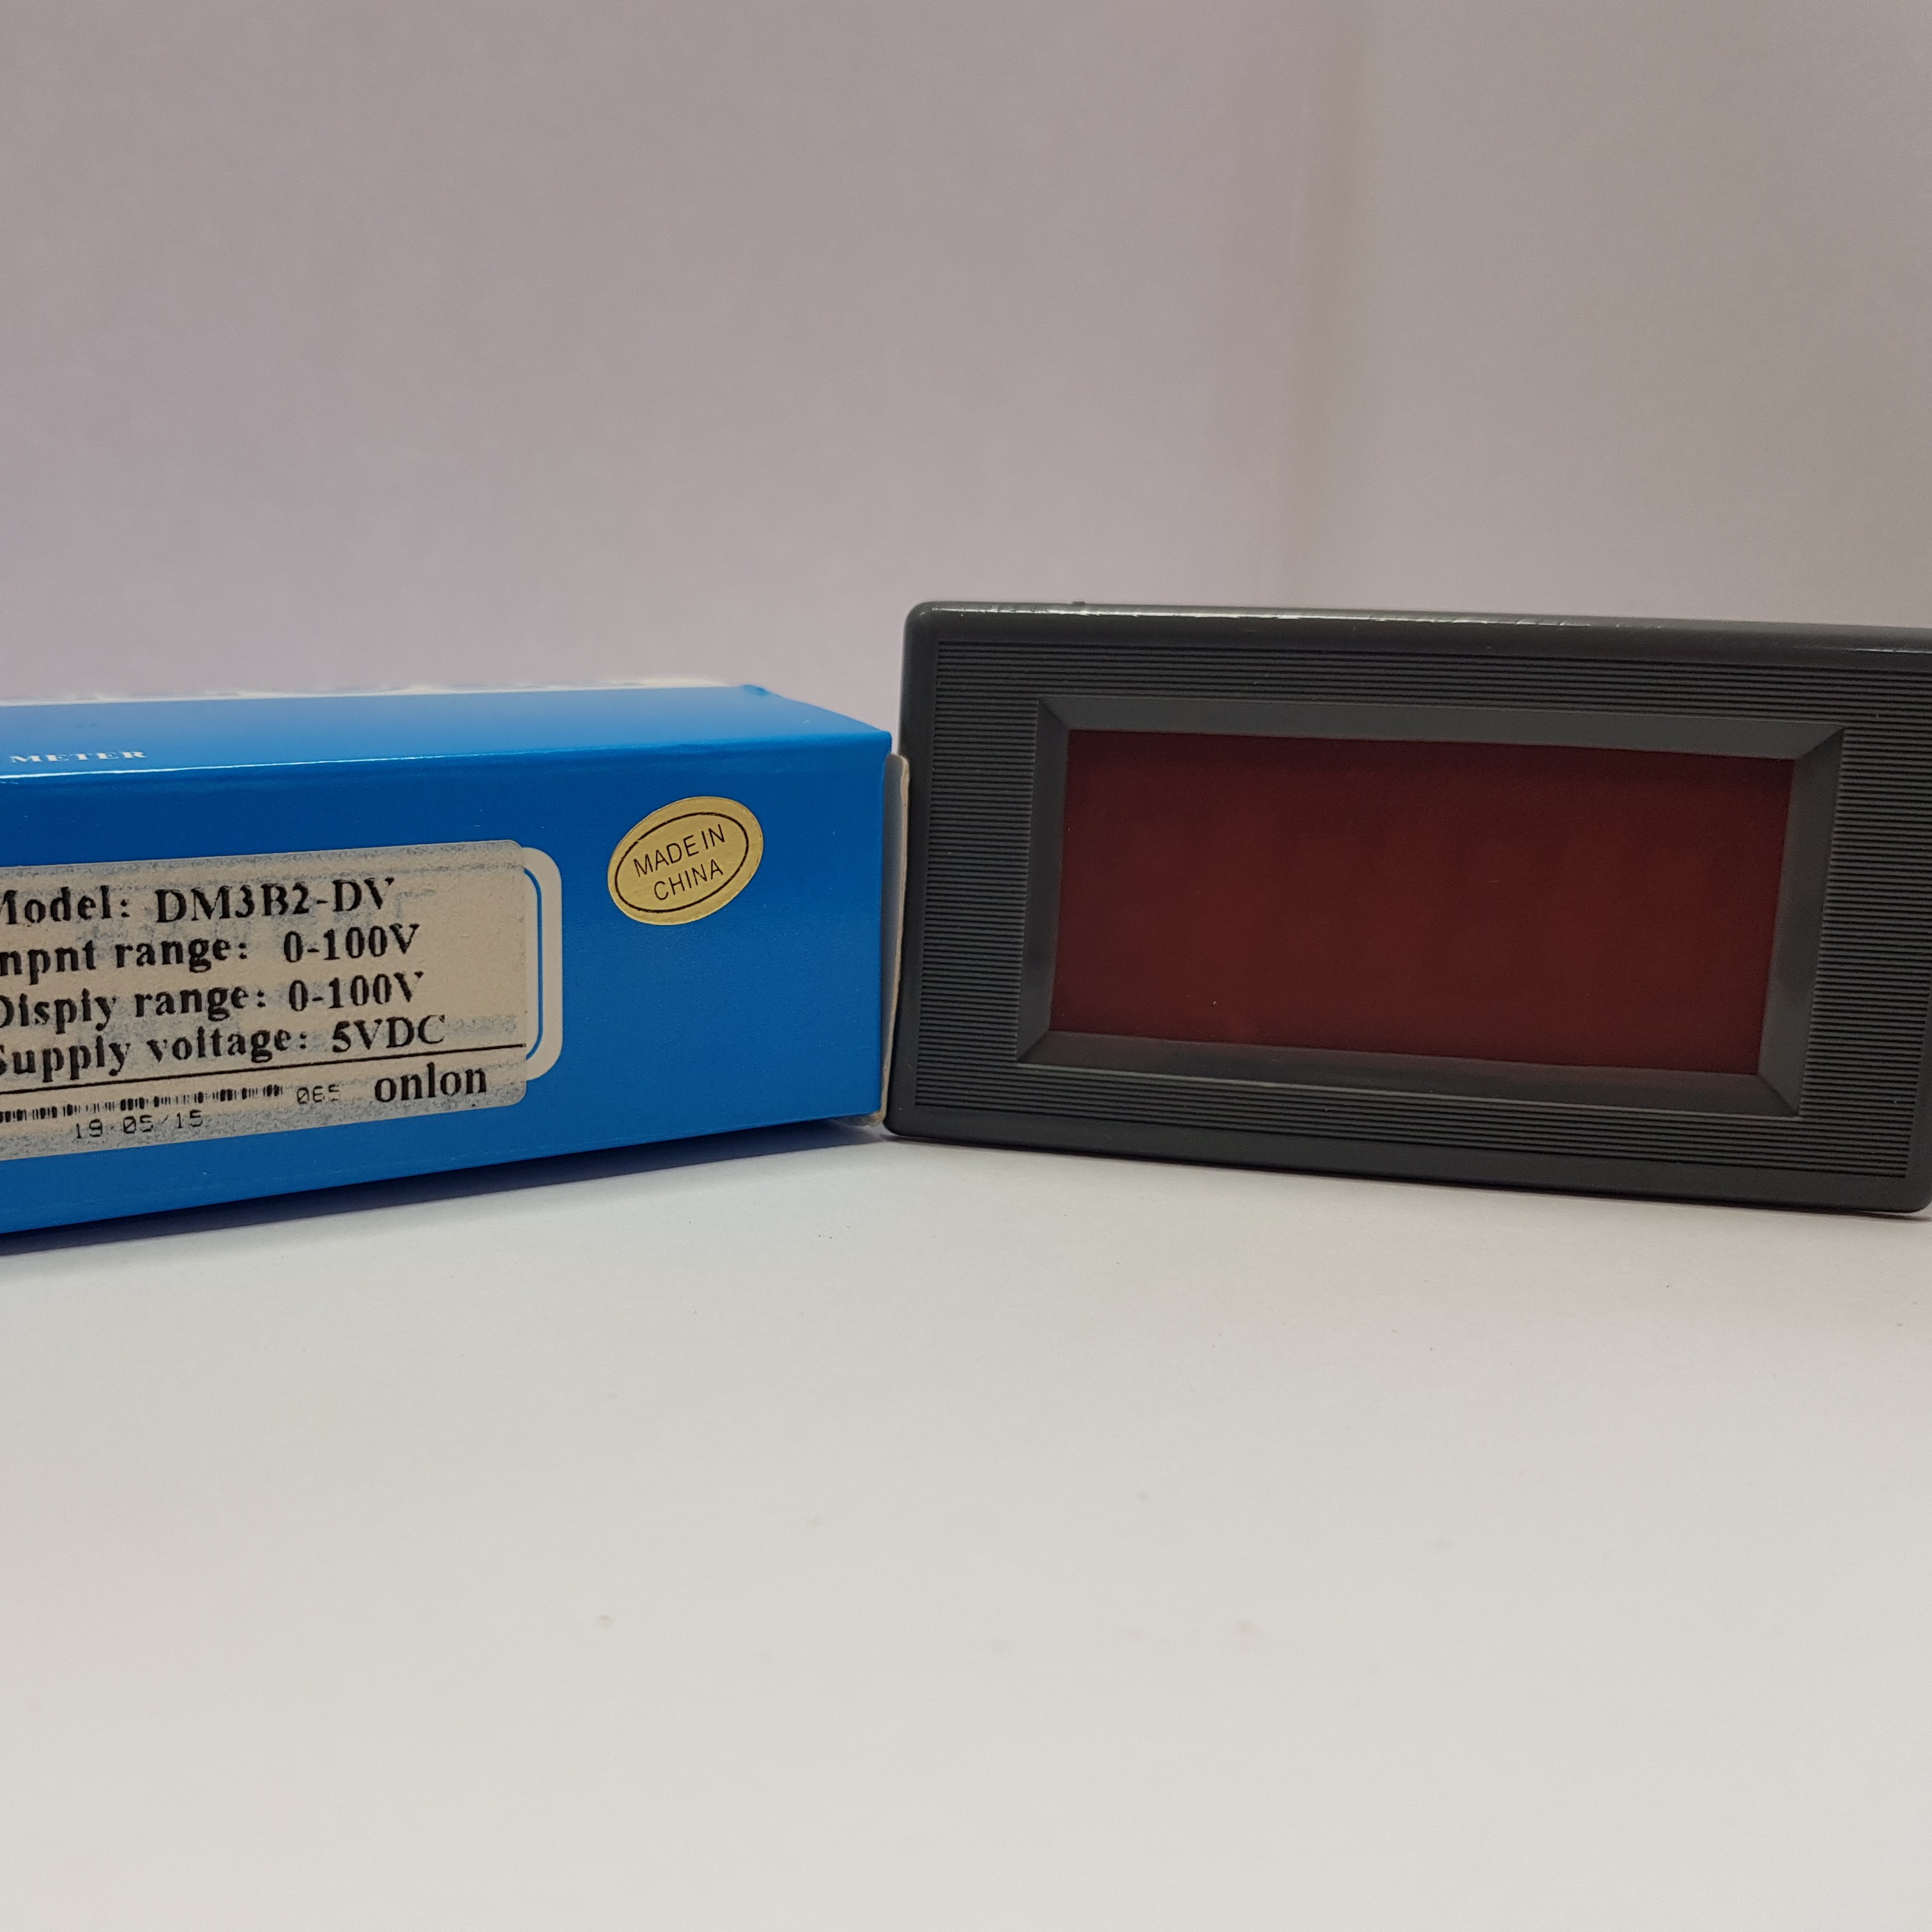 METER
MADE IN
CHINA
Model: DM3B2-DV
Inpnt range: 0-100V
Disply range: 0-100V
Supply voltage: 5VDC
065 onlon
19·05/15